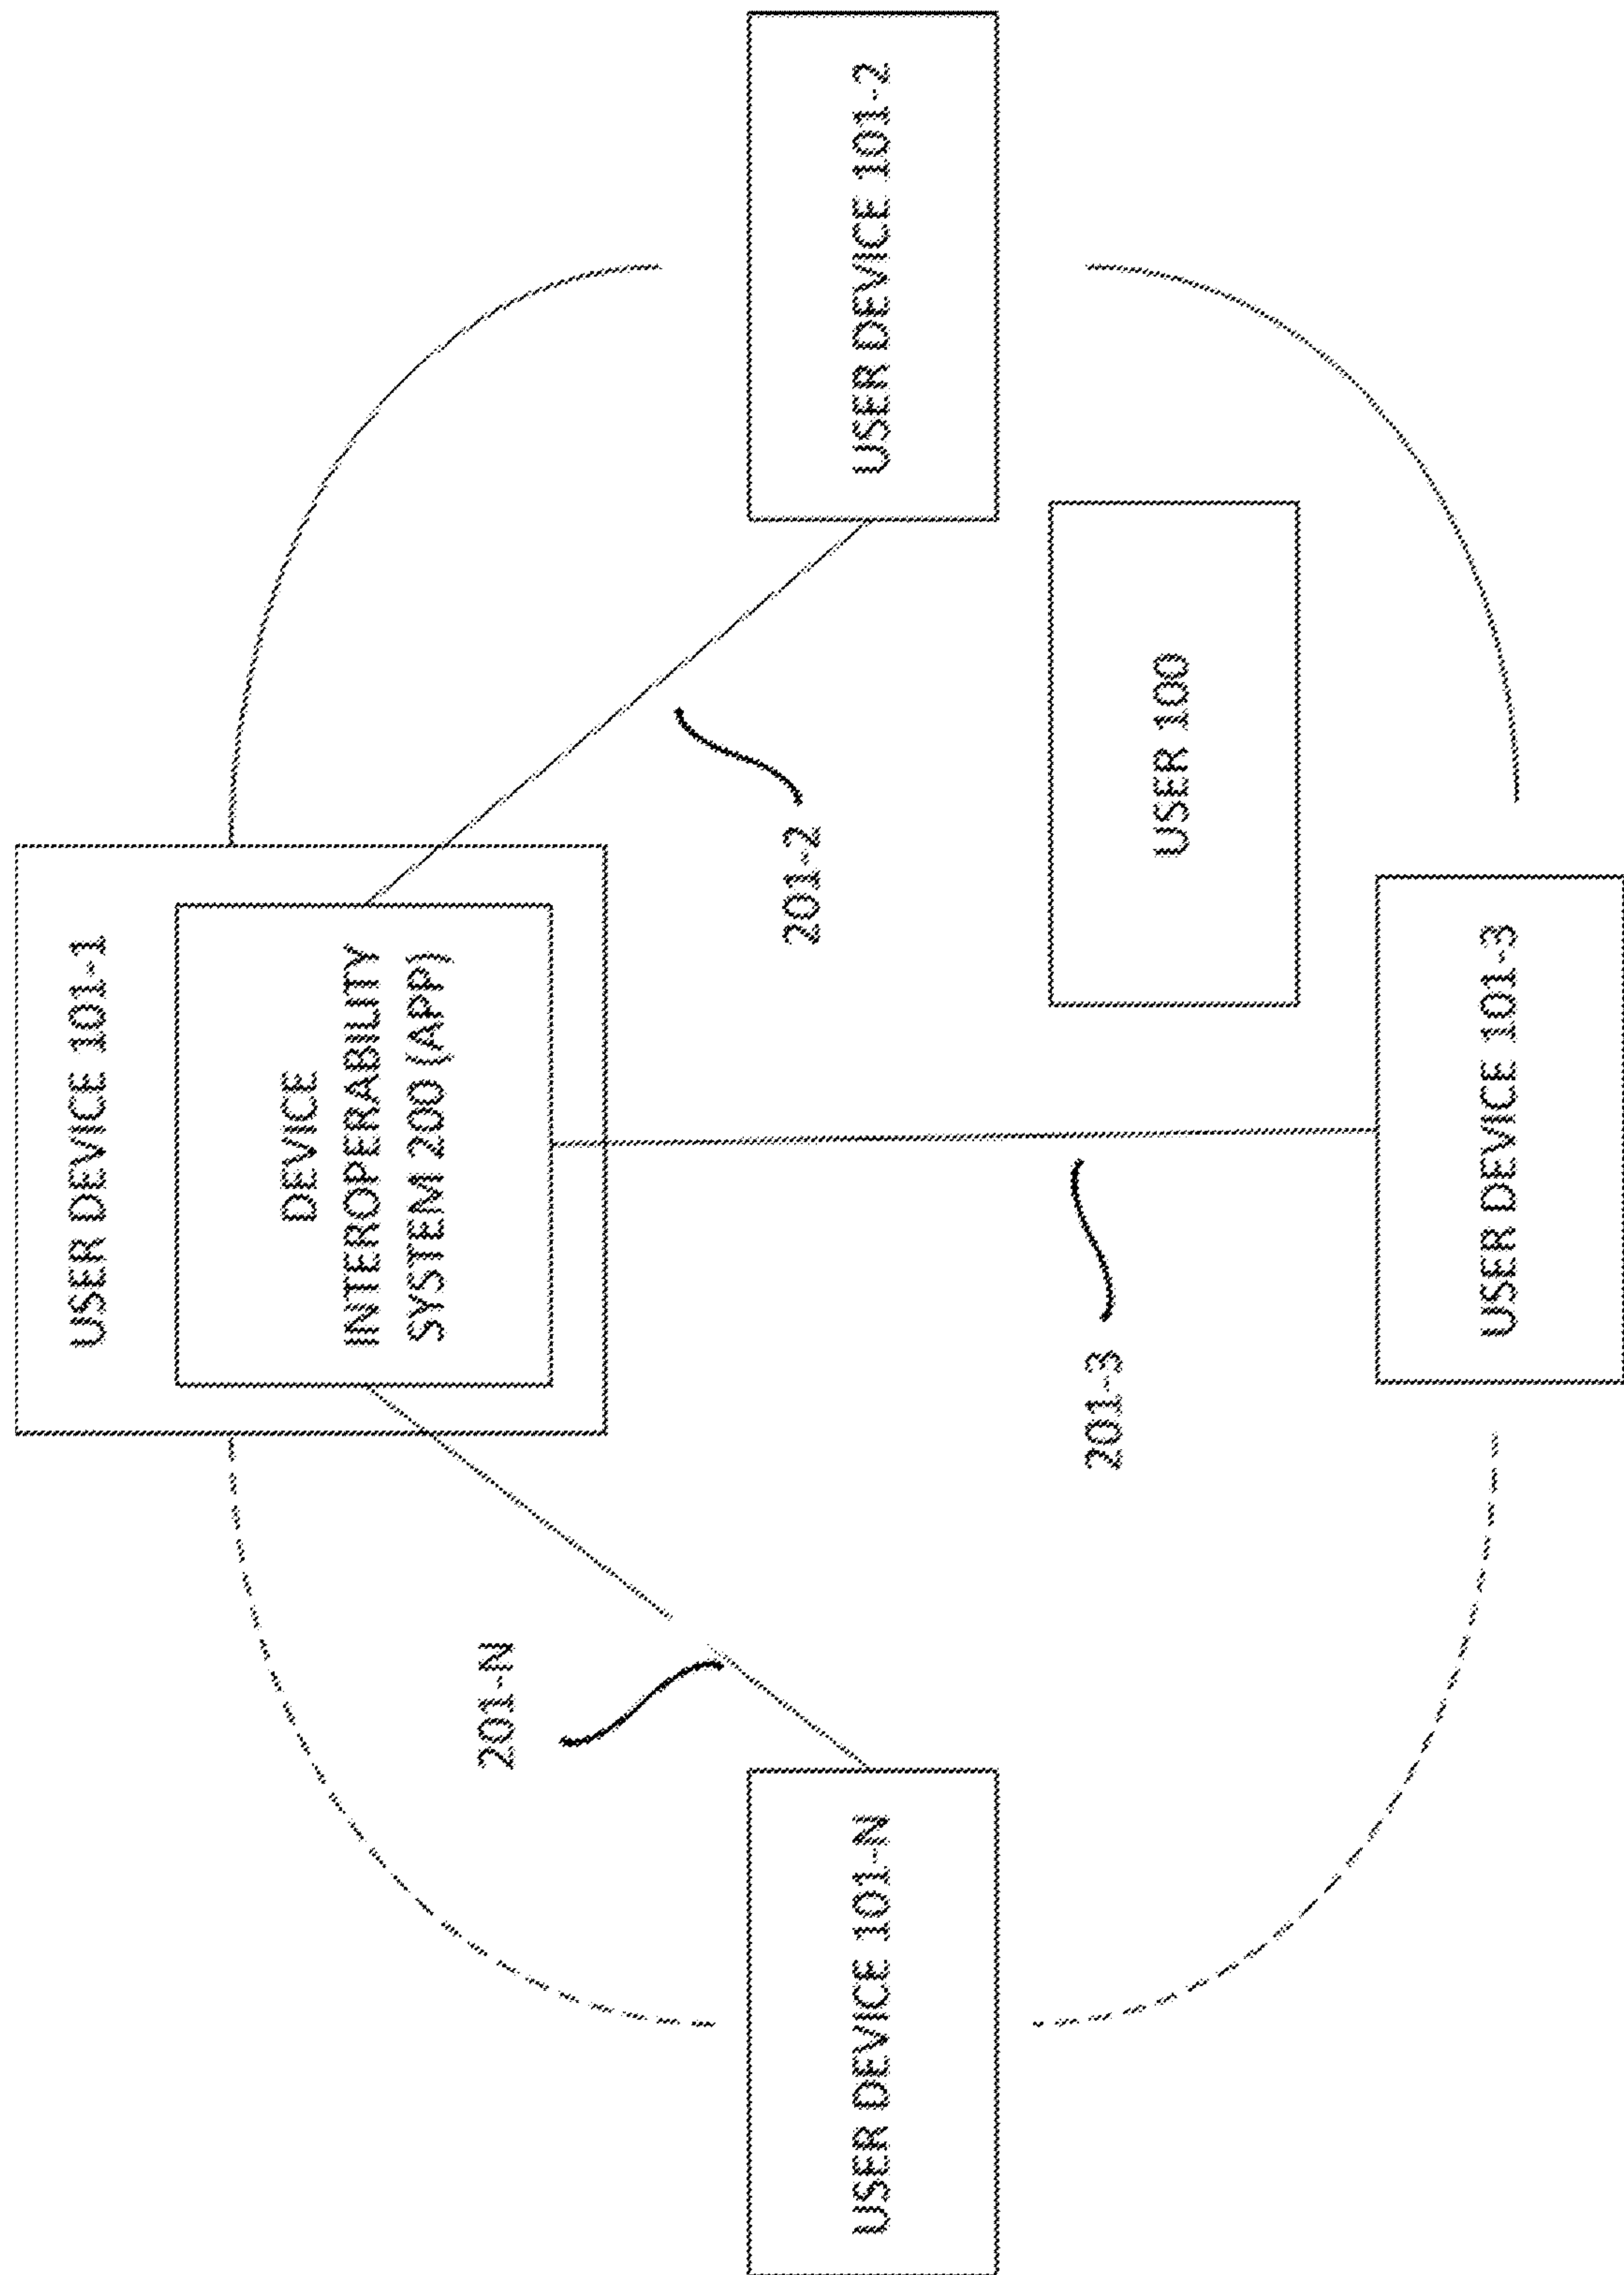 USER DEVICE 101-1
DEVICE
INTEROPERABILITY
SYSTEM 200 (APP)
201-N
201-2
USER DEVICE 101-N
USER DEVICE 101-2
201-3
USER 100
USER DEVICE 101-3